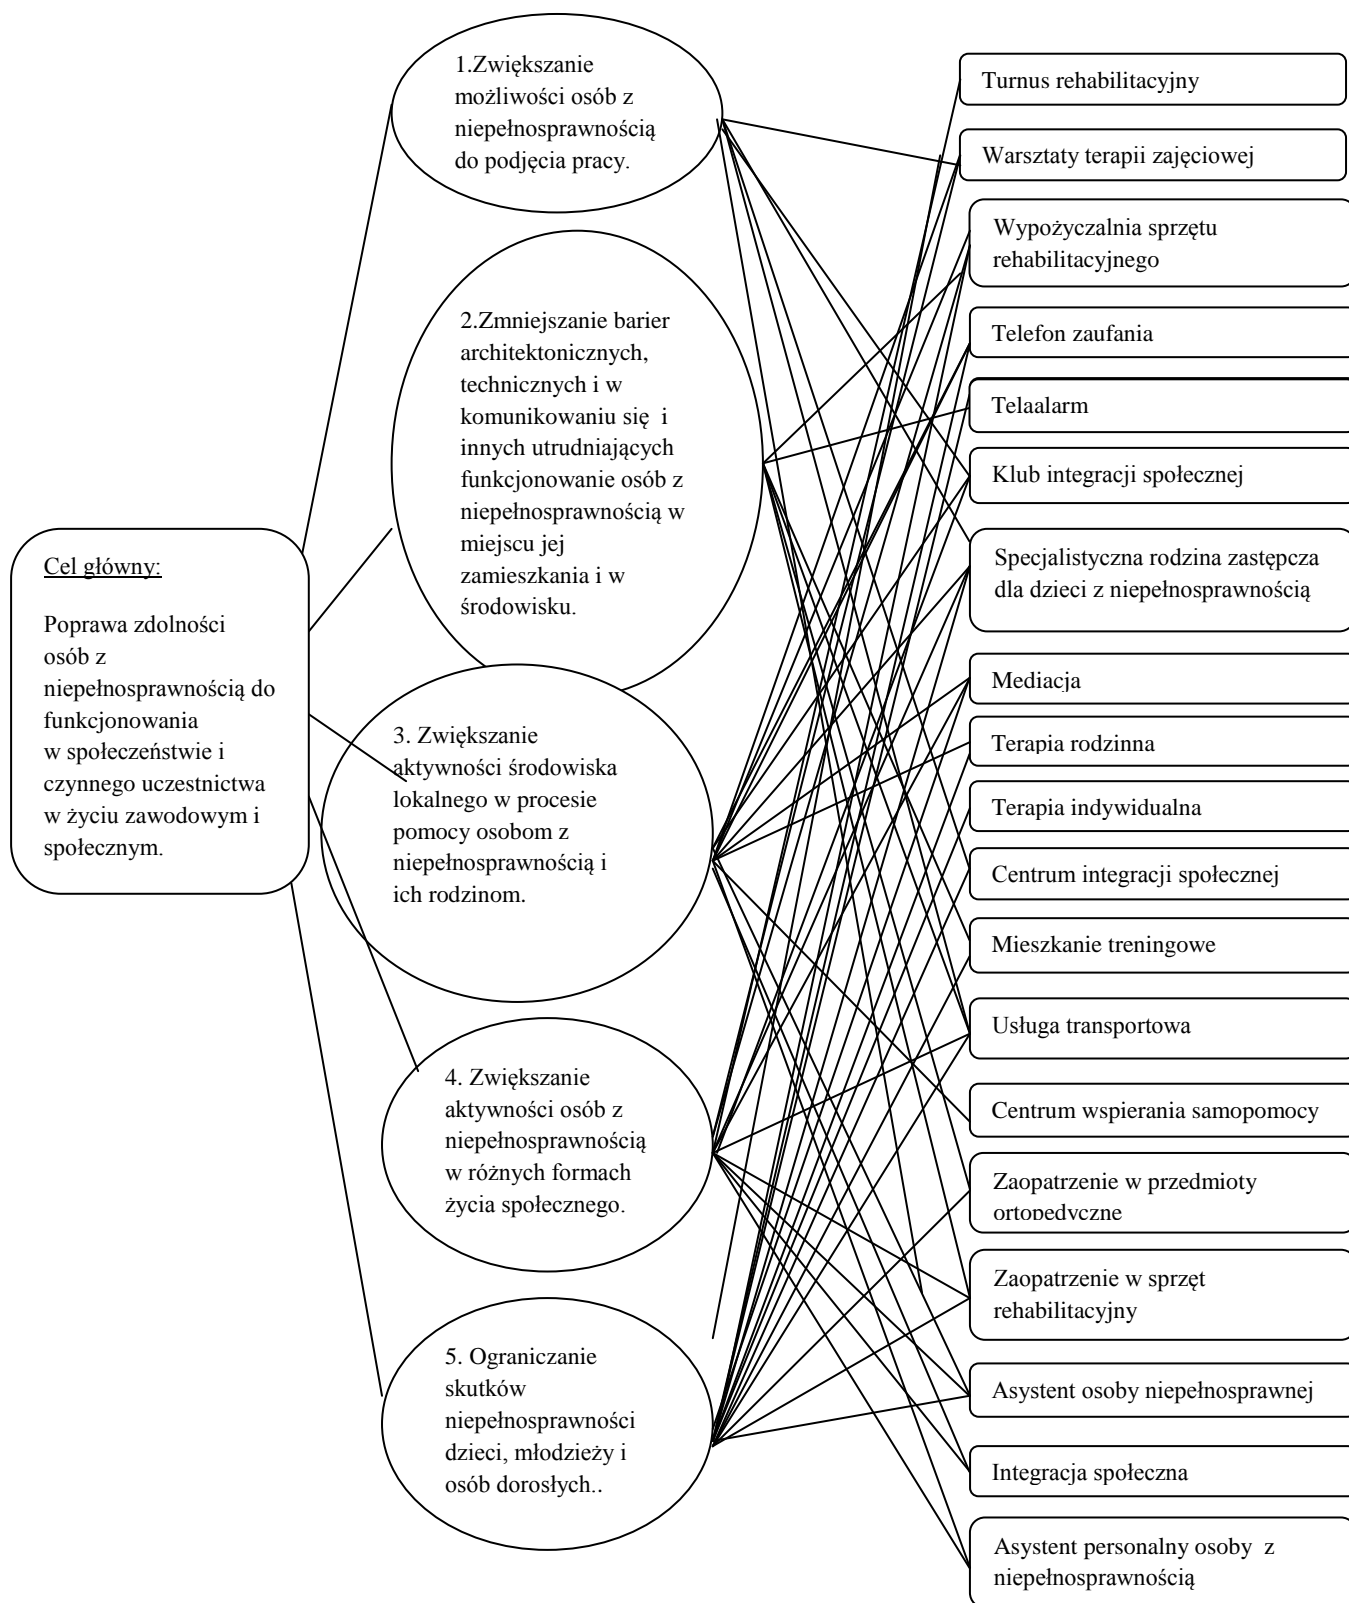 Cel główny:
Poprawa zdolności
osób z
niepełnosprawnością do
funkcjonowania
w społeczeństwie i
czynnego uczestnictwa
w życiu zawodowym i
społecznym.
1.Zwiększanie
możliwości osób z
niepełnosprawnością
do podjęcia pracy.
2.Zmniejszanie barier
architektonicznych,
technicznych i w
komunikowaniu się i
innych utrudniających
funkcjonowanie osób z
niepełnosprawnością w
miejscu jej
zamieszkania i w
środowisku.
3. Zwiększanie
aktywności środowiska
lokalnego w procesie
pomocy osobom z
niepełnosprawnością i
ich rodzinom.
4. Zwiększanie
aktywności osób z
niepełnosprawnością
w różnych formach
życia społecznego.
5. Ograniczanie
skutków
niepełnosprawności
dzieci, młodzieży i
osób dorosłych..
Turnus rehabilitacyjny
Warsztaty terapii zajęciowej
Wypożyczalnia sprzętu
rehabilitacyjnego
Telefon zaufania
Telaalarm
Klub integracji społecznej
Specjalistyczna rodzina zastępcza
dla dzieci z niepełnosprawnością
Mediacja
Terapia rodzinna
Terapia indywidualna
Centrum integracji społecznej
Mieszkanie treningowe
Usługa transportowa
Centrum wspierania samopomocy
Zaopatrzenie w przedmioty
ortopedyczne
Zaopatrzenie w sprzęt
rehabilitacyjny
Asystent osoby niepełnosprawnej
Integracja społeczna
Asystent personalny osoby z
niepełnosprawnością